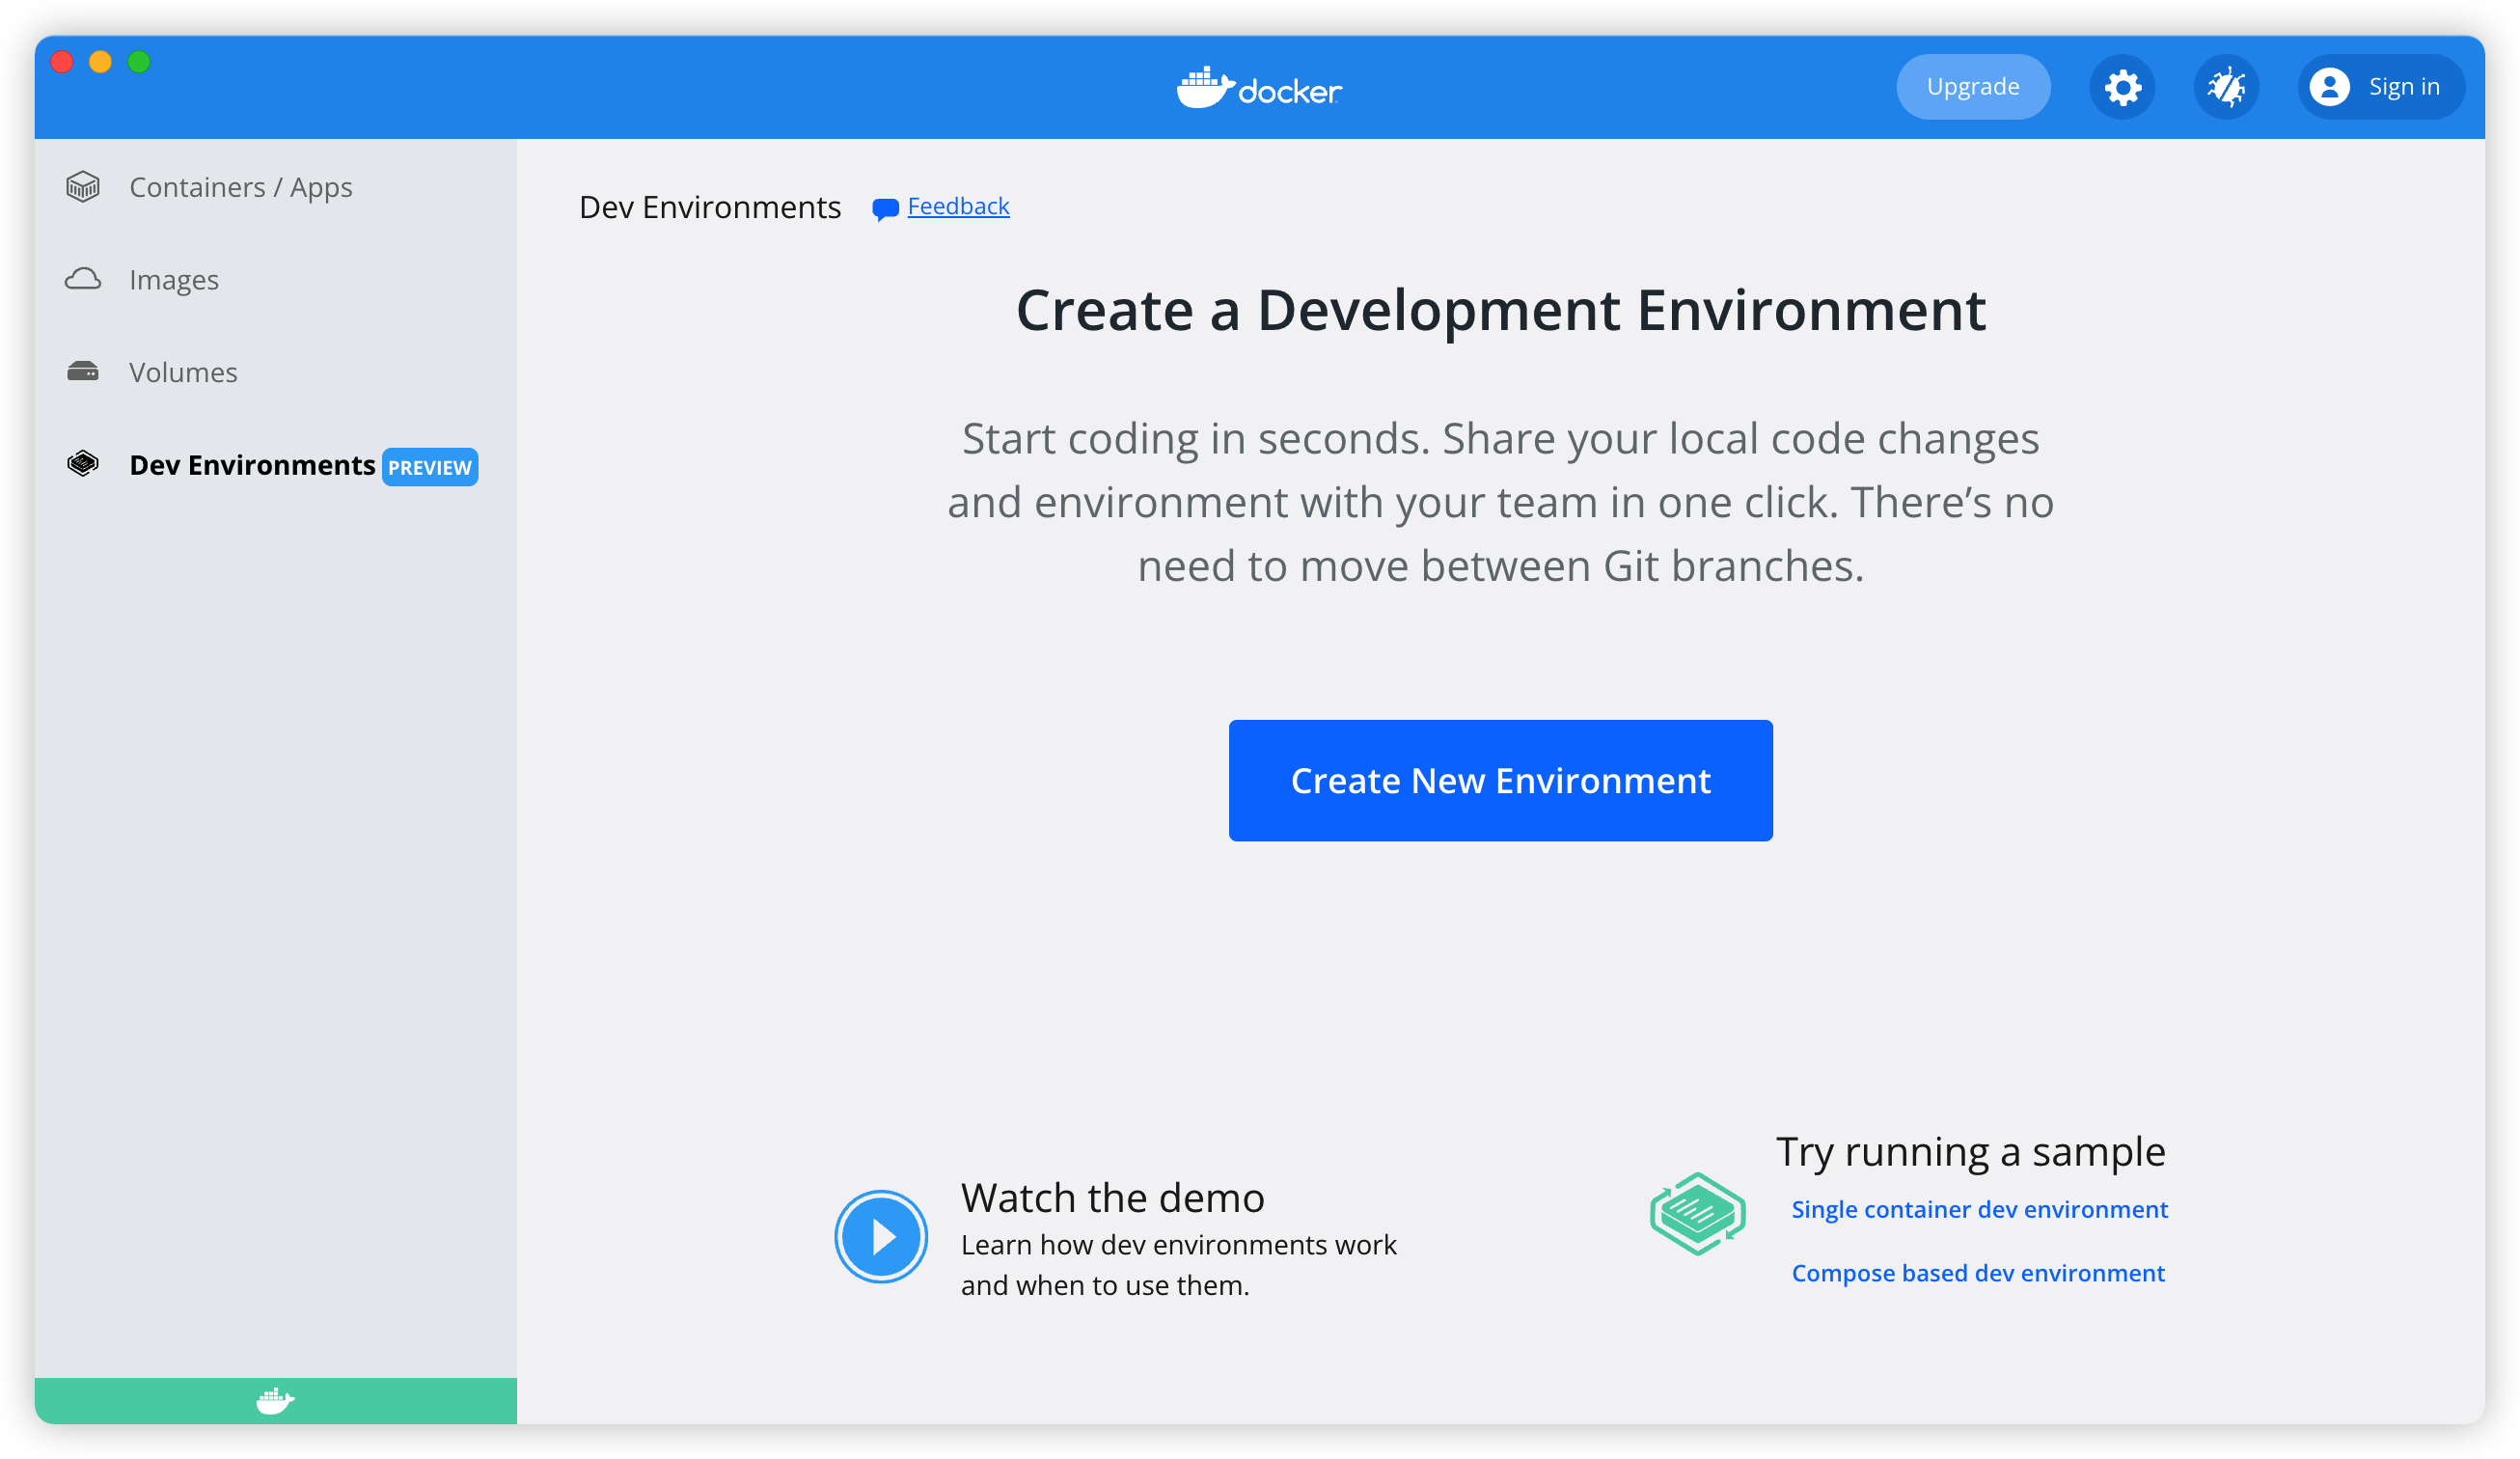 docker
Upgrade
Sign in
Containers / Apps
Images
Volumes
Dev Environments PREVIEW
Dev Environments Feedback
Create a Development Environment
Start coding in seconds. Share your local code changes
and environment with your team in one click. There’s no
need to move between Git branches.
Create New Environment
Watch the demo
Learn how dev environments work
and when to use them.
Try running a sample
Single container dev environment
Compose based dev environment